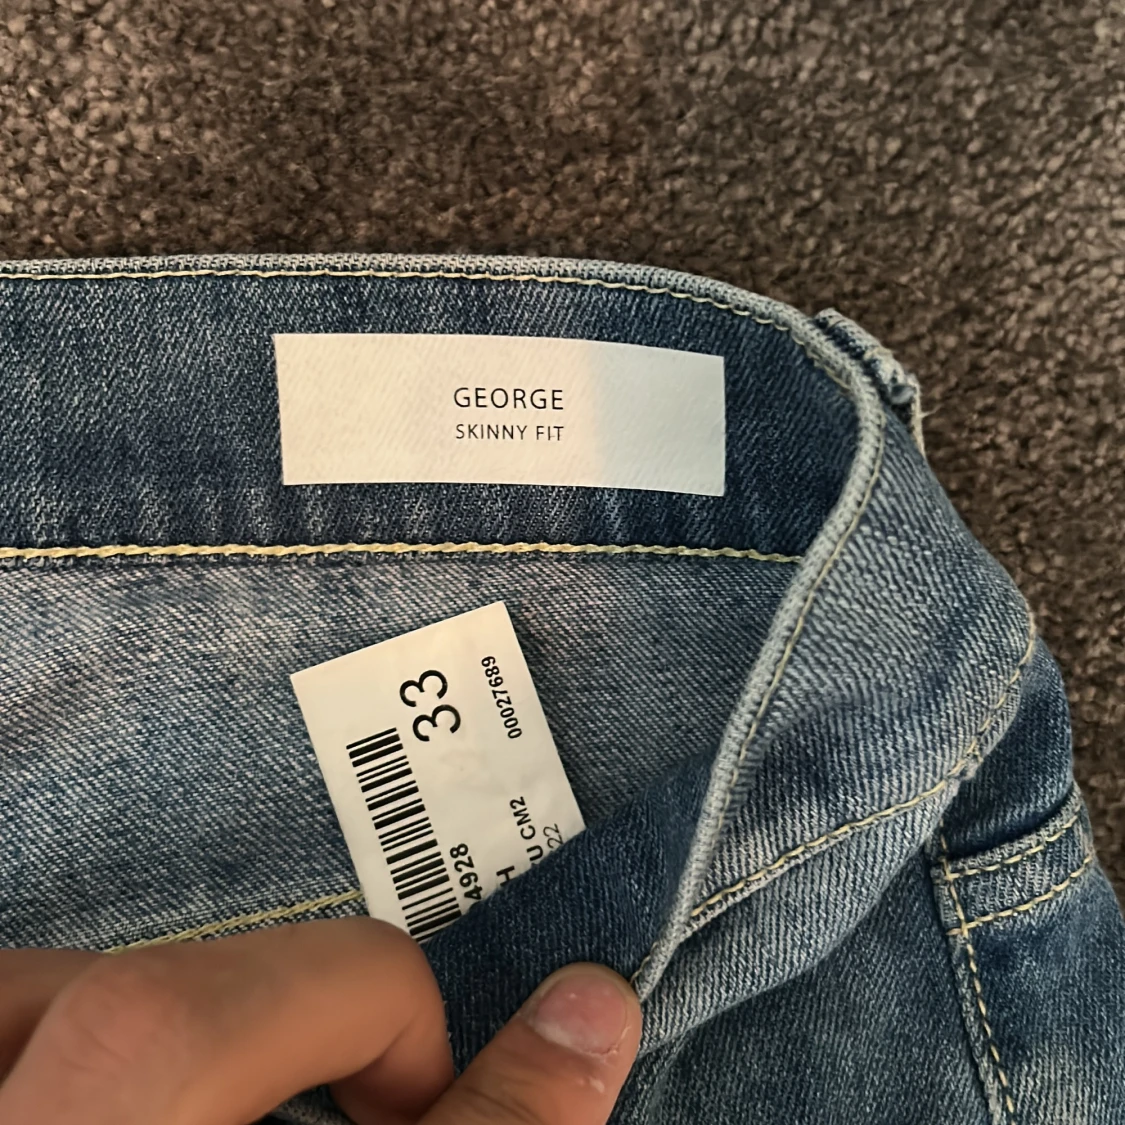 GEORGE
SKINNY FIT
33
00027689
4928
U CM2
22